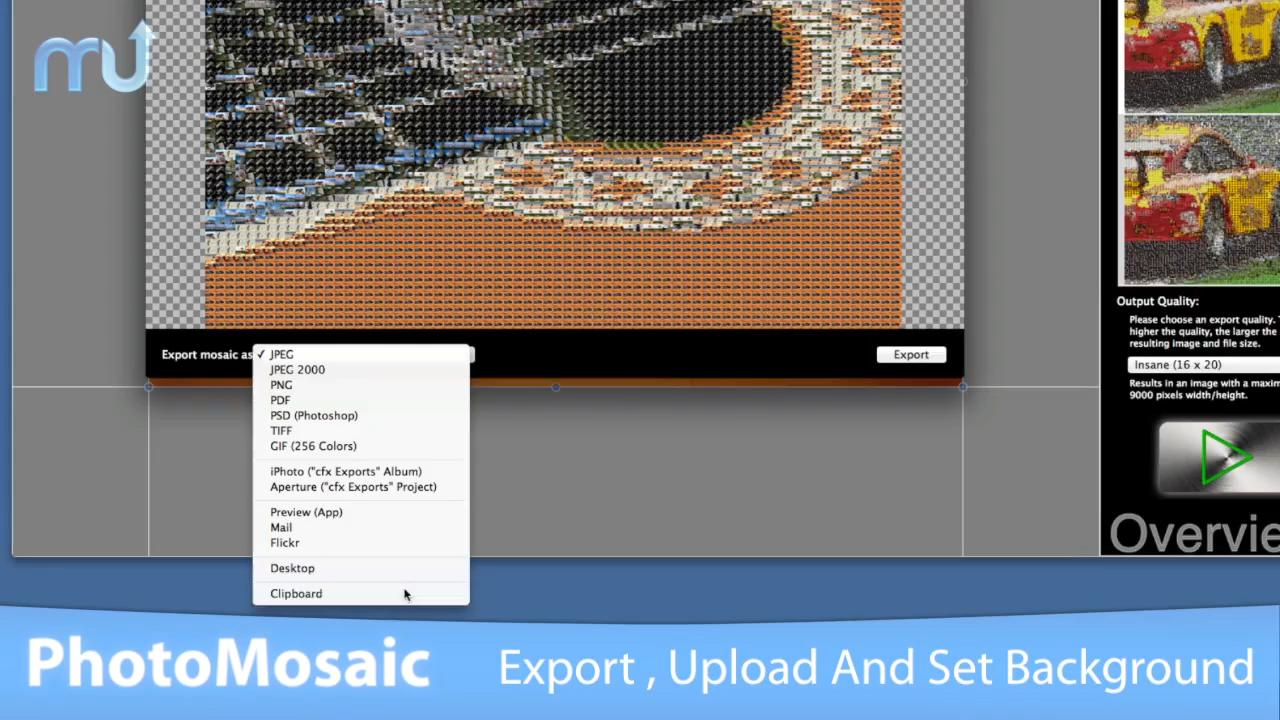 mu
Export mosaic as
✓ JPEG
JPEG 2000
PNG
PDF
PSD (Photoshop)
TIFF
GIF (256 Colors)
iPhoto ("cfx Exports" Album)
Aperture ("cfx Exports" Project)
Preview (App)
Mail
Flickr
Desktop
Clipboard
Export
Output Quality:
Please choose an export quality.
higher the quality, the larger the
resulting image and file size.
Insane (16 x 20)
Results in an image with a
9000 pixels width/height.
Overvie
PhotoMosaic
Export , Upload And Set Background